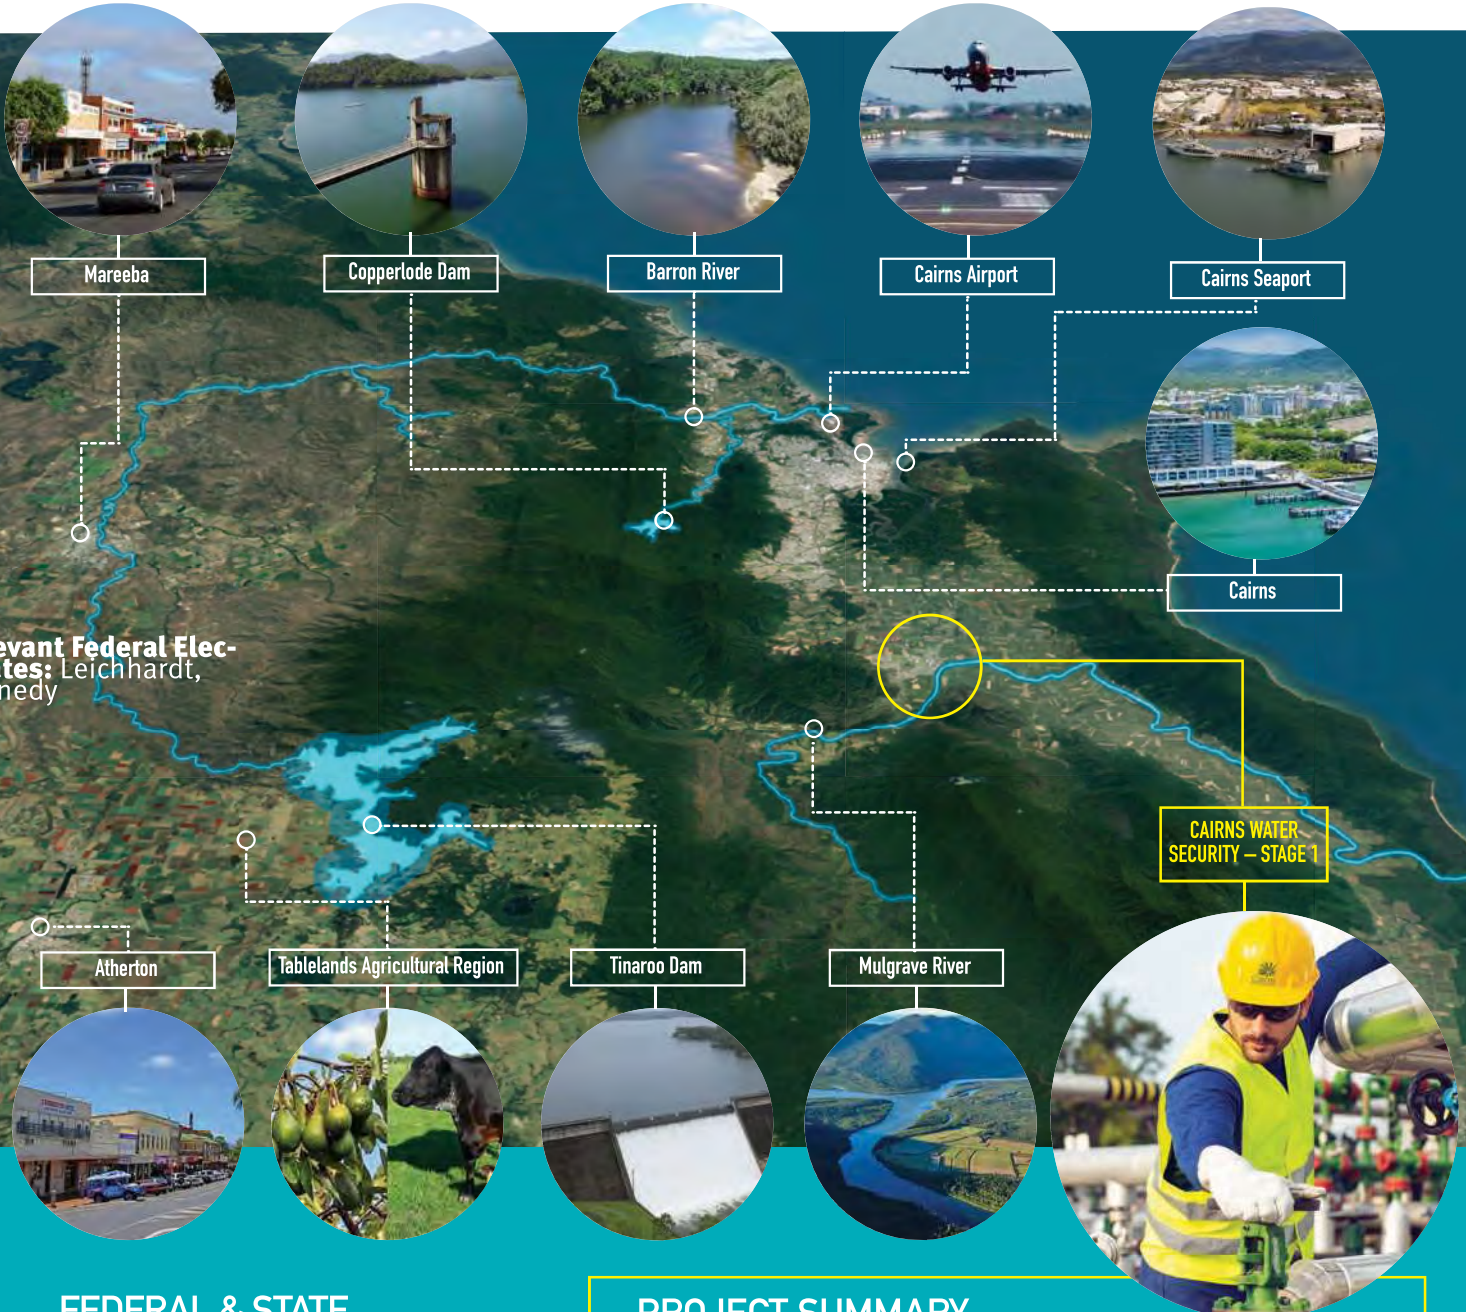 Mareeba
Copperlode Dam
Barron River
Cairns Airport
Cairns Seaport
Cairns
evant Federal Elec-
tes: Leichhardt,
nedy
CAIRNS WATER
SECURITY – STAGE 1
Atherton
Tablelands Agricultural Region
Tinaroo Dam
Mulgrave River
FEDERAL & STATE
PROJECT SUMMARY